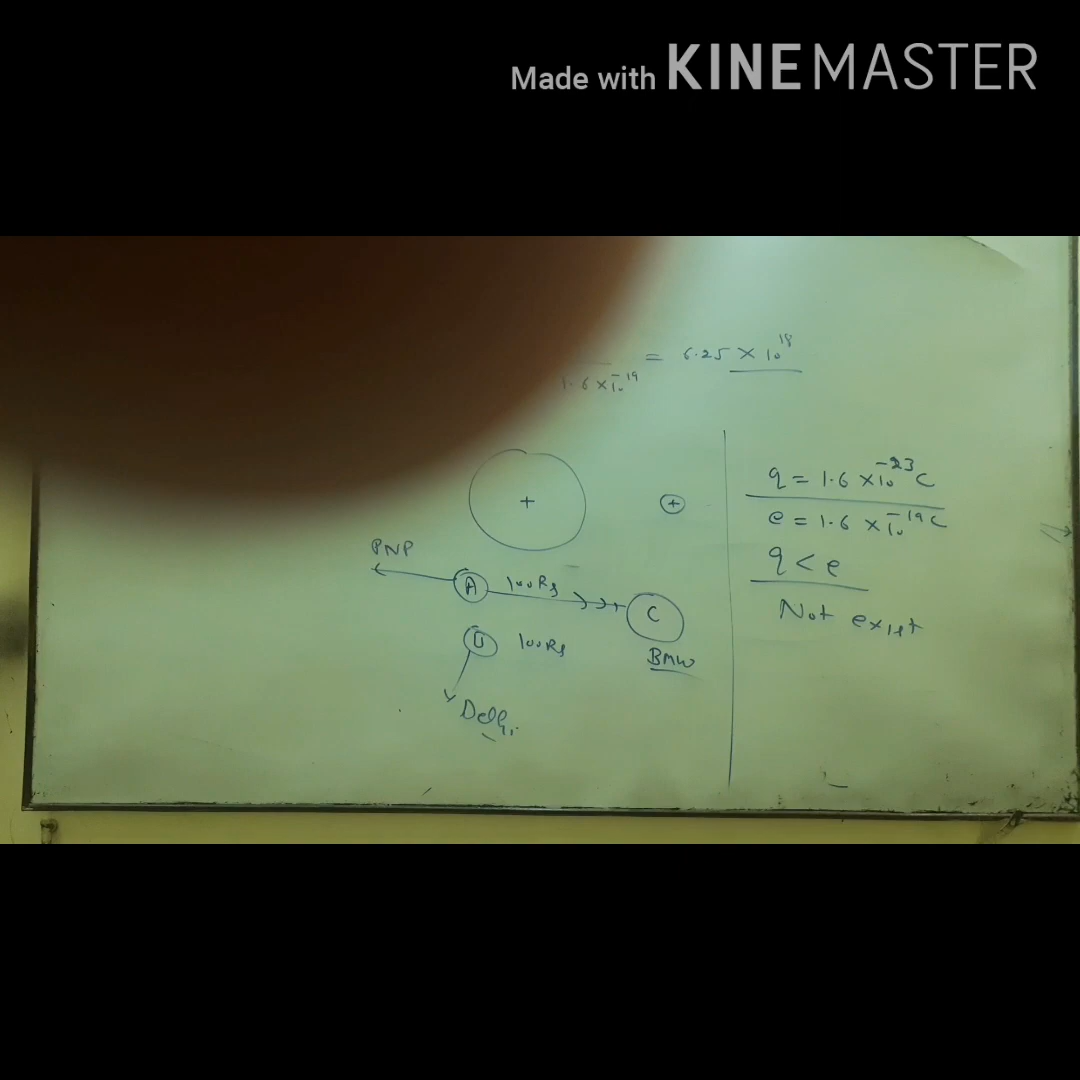 Made with KINEMASTER
= 6.25 × 10^18
1.6 × 10^-19
+
+
PNP
A
100Rs
C
BMW
100Rs
Delhi
q = 1.6 × 10^-23 C
e = 1.6 × 10^-19 C
q < e
Not exist